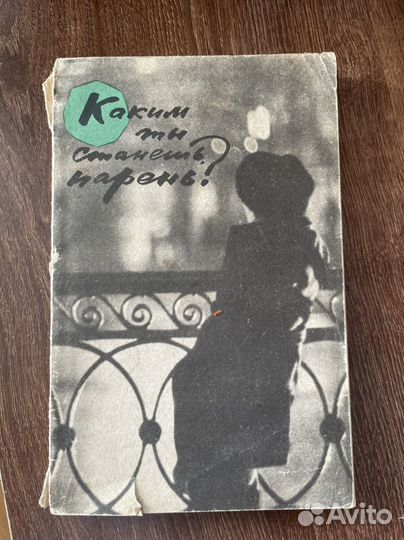 Каким
ты
станешь,
парень?
Avito